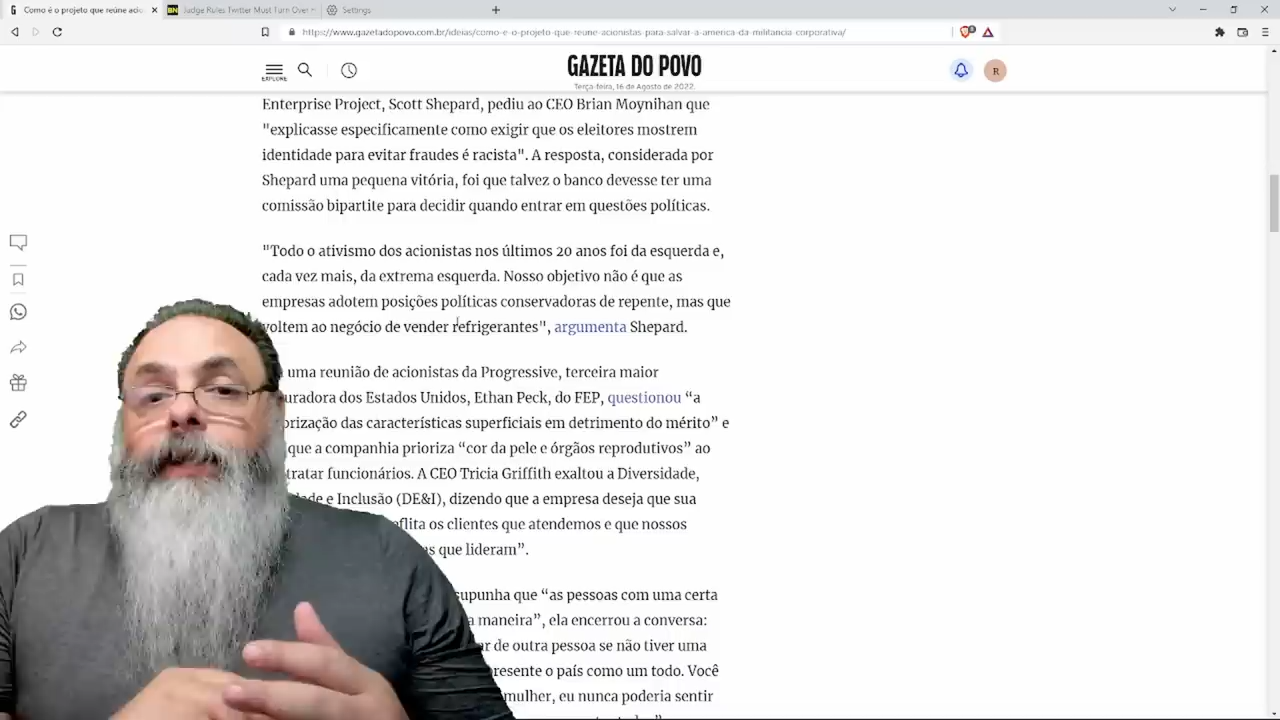 Como é o projeto que reúne acio
Judge Rules Twitter Must Turn Over
Settings
https://www.gazetadopovo.com.br/ideias/como-e-o-projeto-que-reune-acionistas-para-salvar-a-america-da-militancia-corporativa/
EXPLORE
GAZETA DO POVO
Terça-feira, 16 de Agosto de 2022.
R
Enterprise Project, Scott Shepard, pediu ao CEO Brian Moynihan que
"explicasse especificamente como exigir que os eleitores mostrem
identidade para evitar fraudes é racista". A resposta, considerada por
Shepard uma pequena vitória, foi que talvez o banco devesse ter uma
comissão bipartite para decidir quando entrar em questões políticas.
"Todo o ativismo dos acionistas nos últimos 20 anos foi da esquerda e,
cada vez mais, da extrema esquerda. Nosso objetivo não é que as
empresas adotem posições políticas conservadoras de repente, mas que
voltem ao negócio de vender refrigerantes", argumenta Shepard.
uma reunião de acionistas da Progressive, terceira maior
uradora dos Estados Unidos, Ethan Peck, do FEP, questionou “a
orização das características superficiais em detrimento do mérito” e
que a companhia prioriza “cor da pele e órgãos reprodutivos” ao
tratar funcionários. A CEO Tricia Griffith exaltou a Diversidade,
dade e Inclusão (DE&I), dizendo que a empresa deseja que sua
eflita os clientes que atendemos e que nossos
as que lideram”.
supunha que “as pessoas com uma certa
a maneira”, ela encerrou a conversa:
ar de outra pessoa se não tiver uma
presente o país como um todo. Você
mulher, eu nunca poderia sentir